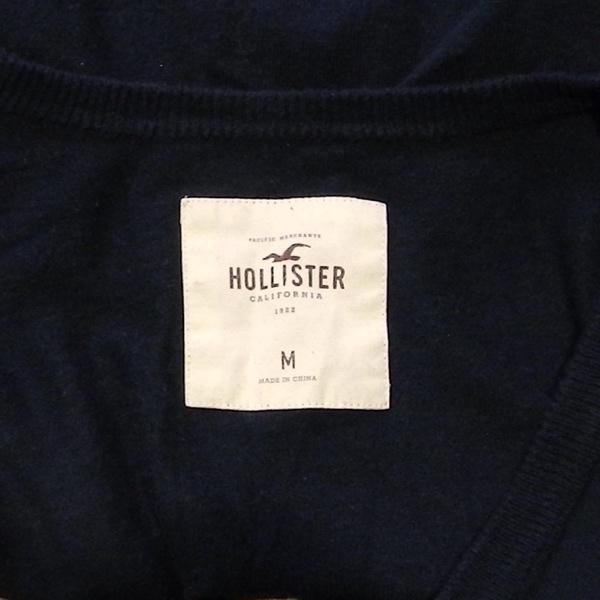 PACIFIC MERCHANTS
HOLLISTER
CALIFORNIA
1922
M
MADE IN CHINA